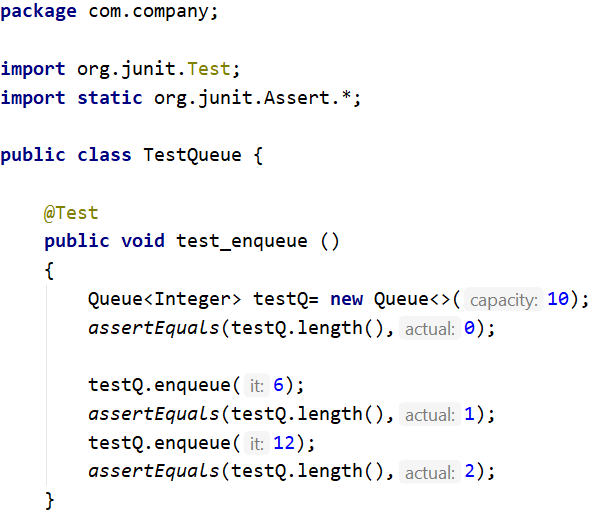 package com.company;
import org.junit.Test;
import static org.junit.Assert.*;
public class TestQueue {
@Test
public void test_enqueue ()
{
Queue<Integer> testQ= new Queue<>( capacity: 10);
assertEquals(testQ.length(), actual: 0);
testQ.enqueue( it: 6);
assertEquals(testQ.length(), actual: 1);
testQ.enqueue( it: 12);
assertEquals(testQ.length(), actual: 2);
}